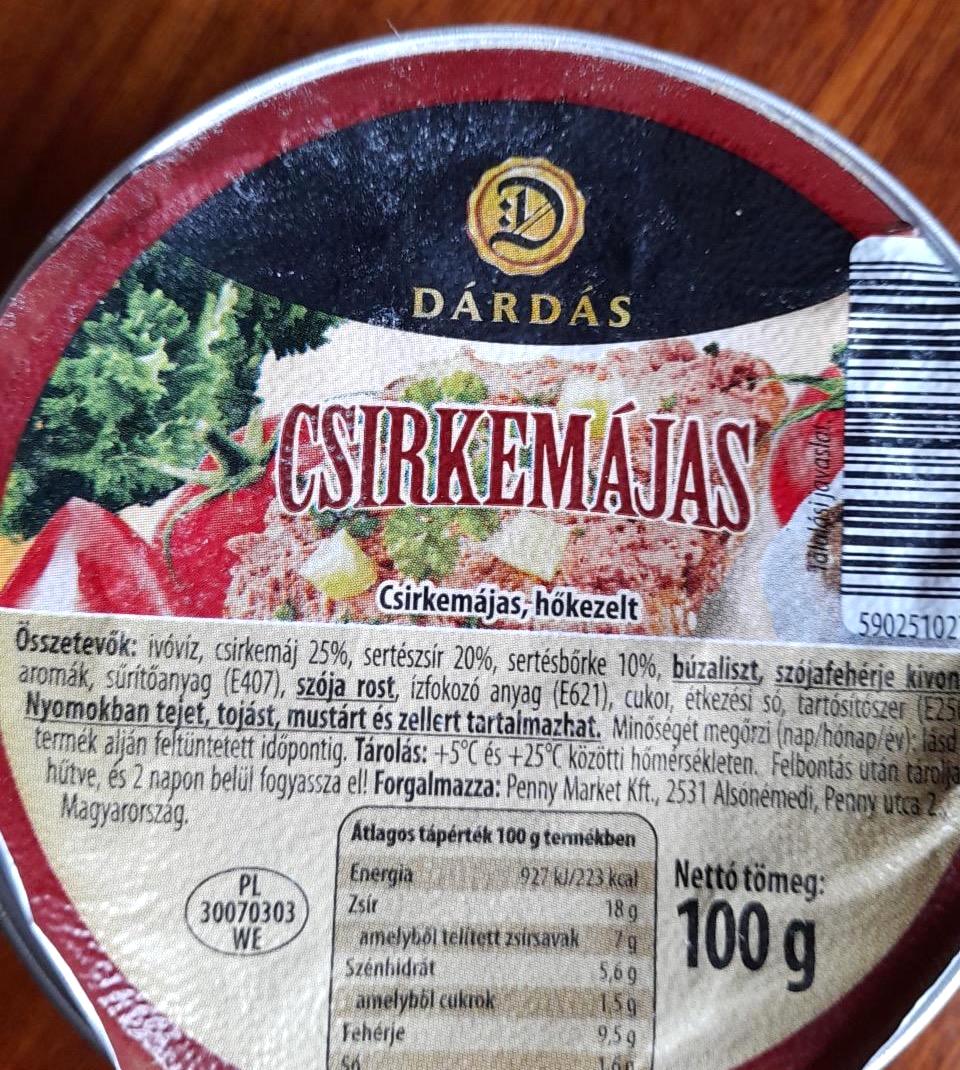 DÁRDÁS
CSIRKEMÁJAS
Csirkemájas, hőkezelt
Tálalási javaslat
59025102
Összetevők: ivóvíz, csirkemáj 25%, sertészsír 20%, sertésbőrke 10%, búzaliszt, szójafehérje kivon
aromák, sűrítőanyag (E407), szója rost, ízfokozó anyag (E621), cukor, étkezési só, tartósítószer (E25
Nyomokban tejet, tojást, mustárt és zellert tartalmazhat. Minőségét megőrzi (nap/hónap/év): lásd
termék alján feltüntetett időpontig. Tárolás: +5°C és +25°C közötti hőmérsékleten. Felbontás után tárolja
hűtve, és 2 napon belül fogyassza el! Forgalmazza: Penny Market Kft., 2531 Alsónémedi, Penny utca 2.,
Magyarország.
PL
30070303
WE
Átlagos tápérték 100 g termékben
Energia 927 kJ/223 kcal
Zsír 18 g
amelyből telített zsírsavak 7 g
Szénhidrát 5,6 g
amelyből cukrok 1,5 g
Fehérje 9,5 g
Só 1,6 g
Nettó tömeg:
100 g